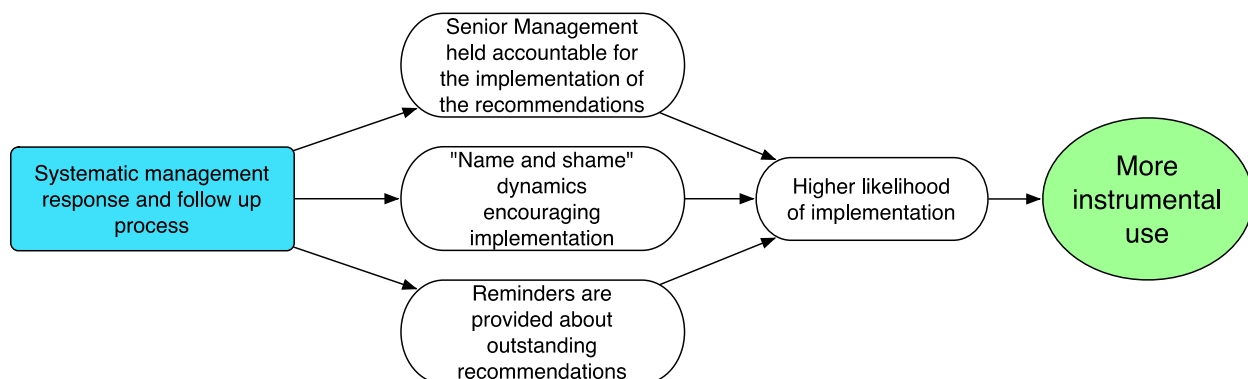 Senior Management
held accountable for
the implementation of
the recommendations
Systematic management
response and follow up
process
"Name and shame"
dynamics
encouraging
implementation
Reminders are
provided about
outstanding
recommendations
Higher likelihood
of implementation
More
instrumental
use